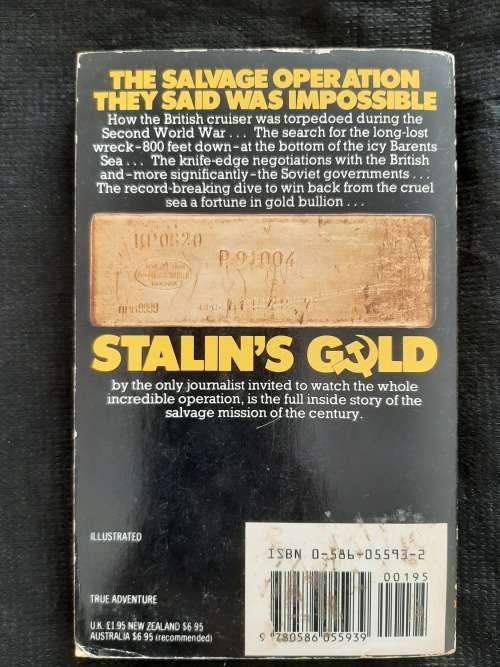 THE SALVAGE OPERATION
THEY SAID WAS IMPOSSIBLE
How the British cruiser was torpedoed during the
Second World War... The search for the long-lost
wreck–800 feet down–at the bottom of the icy Barents
Sea... The knife-edge negotiations with the British
and–more significantly–the Soviet governments...
The record-breaking dive to win back from the cruel
sea a fortune in gold bullion...
STALIN'S GOLD
by the only journalist invited to watch the whole
incredible operation, is the full inside story of the
salvage mission of the century.
ILLUSTRATED
ISBN 0-586-05593-2
00195
TRUE ADVENTURE
U.K. £1.95 NEW ZEALAND $6.95
AUSTRALIA $6.95 (recommended)
9 780586 055939